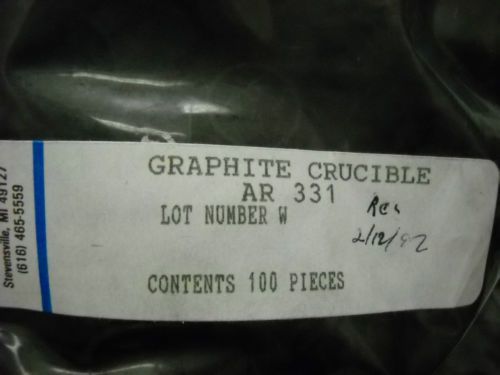 GRAPHITE CRUCIBLE
AR 331
LOT NUMBER W
Rec
2/12/92
CONTENTS 100 PIECES
Stevensville, MI 49127
(616) 465-5559